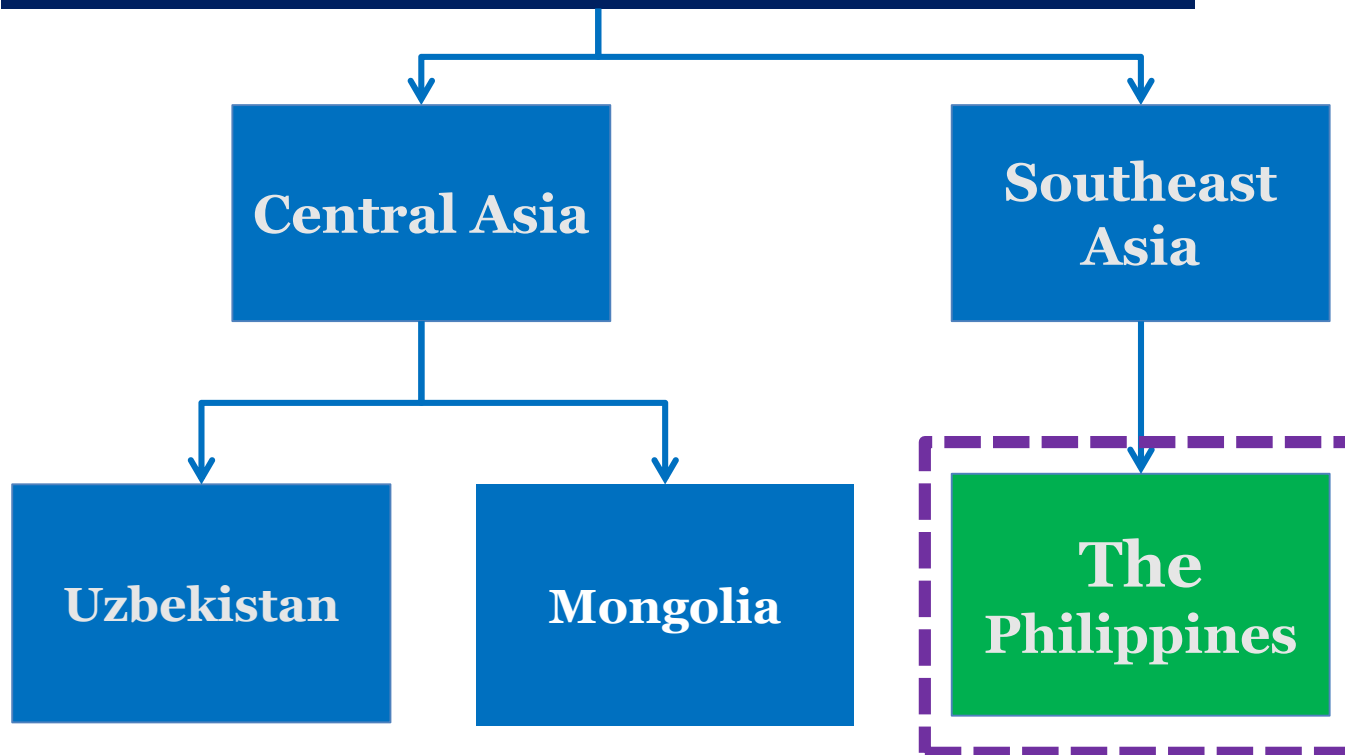 Central Asia
Southeast
Asia
Uzbekistan
Mongolia
The
Philippines